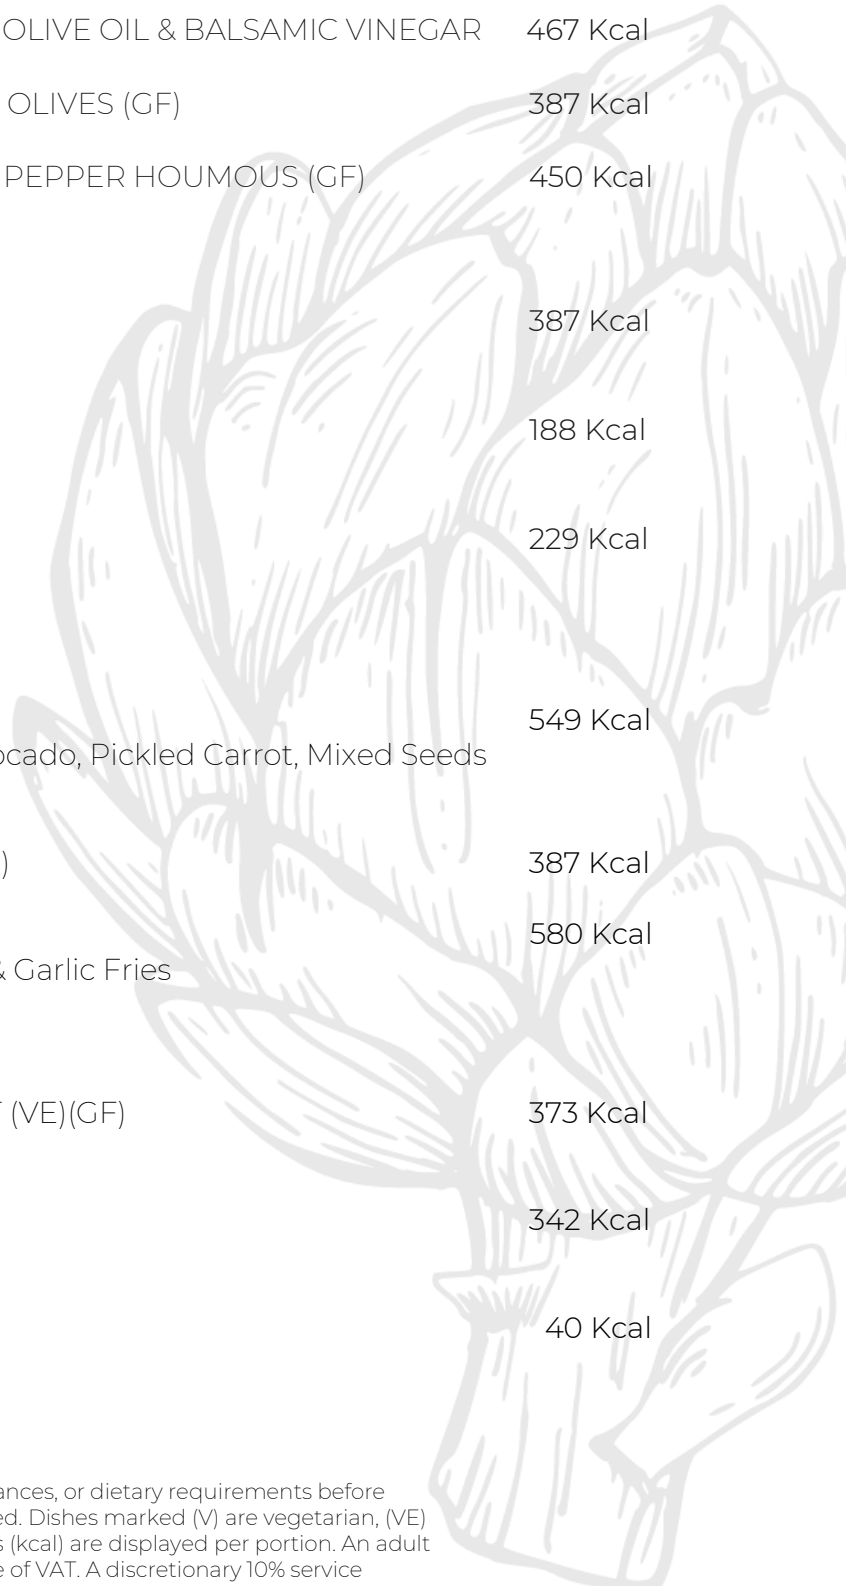 OLIVE OIL & BALSAMIC VINEGAR 467 Kcal
OLIVES (GF) 387 Kcal
PEPPER HOUMOUS (GF) 450 Kcal
387 Kcal
188 Kcal
229 Kcal
549 Kcal
ocado, Pickled Carrot, Mixed Seeds
) 387 Kcal
580 Kcal
& Garlic Fries
(VE)(GF) 373 Kcal
342 Kcal
40 Kcal
ances, or dietary requirements before
ed. Dishes marked (V) are vegetarian, (VE)
s (kcal) are displayed per portion. An adult
e of VAT. A discretionary 10% service